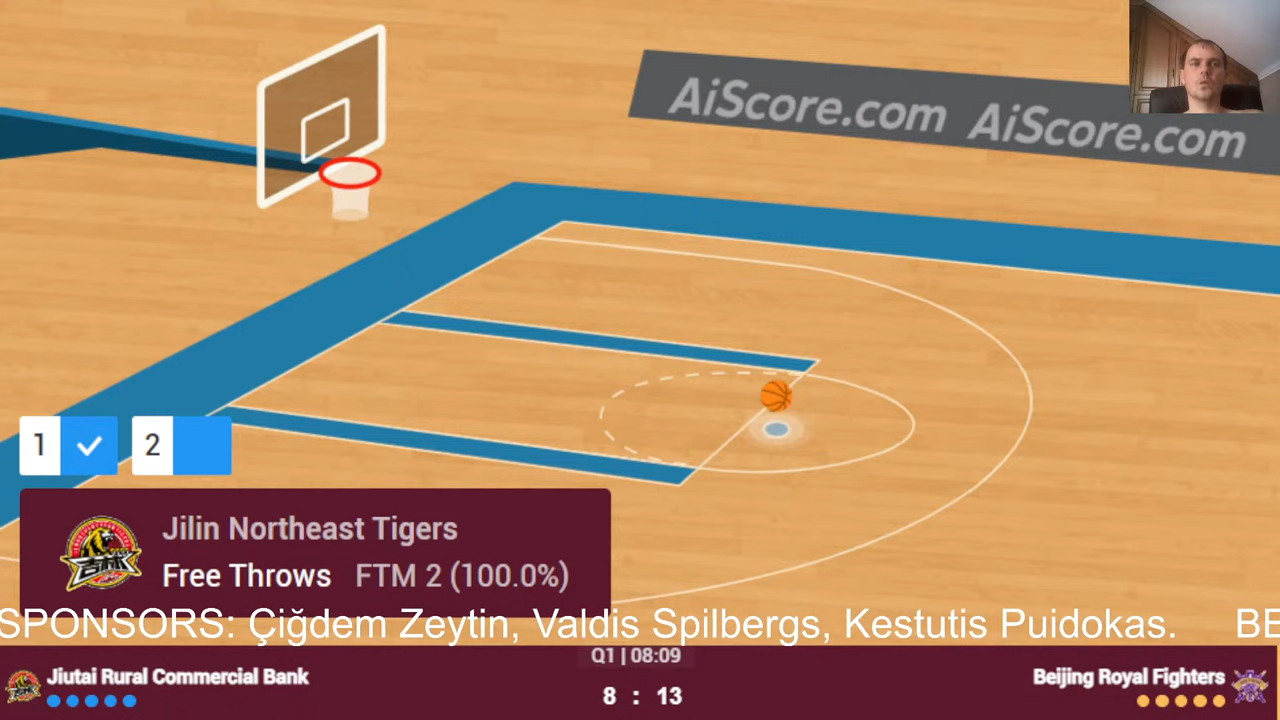 AiScore.com AiScore.com
1 2
Jilin Northeast Tigers
Free Throws FTM 2 (100.0%)
SPONSORS: Çiğdem Zeytin, Valdis Spilbergs, Kestutis Puidokas. BE
Q1 | 08:09
Jiutai Rural Commercial Bank
Beijing Royal Fighters
8 : 13